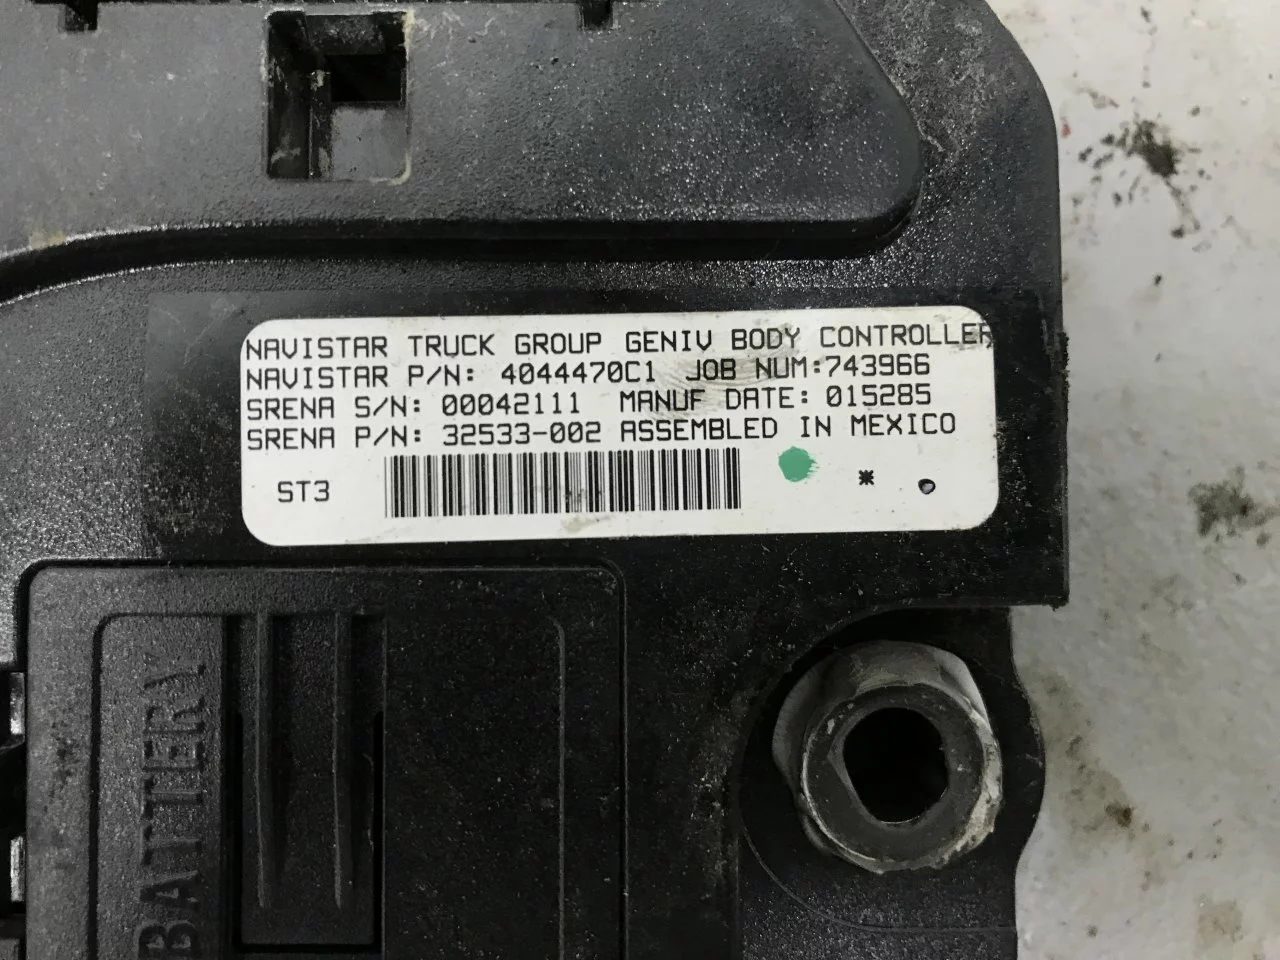 NAVISTAR TRUCK GROUP GENIV BODY CONTROLLER
NAVISTAR P/N: 4044470C1 JOB NUM:743966
SRENA S/N: 00042111 MANUF DATE: 015285
SRENA P/N: 32533-002 ASSEMBLED IN MEXICO
ST3 *
BATTERY